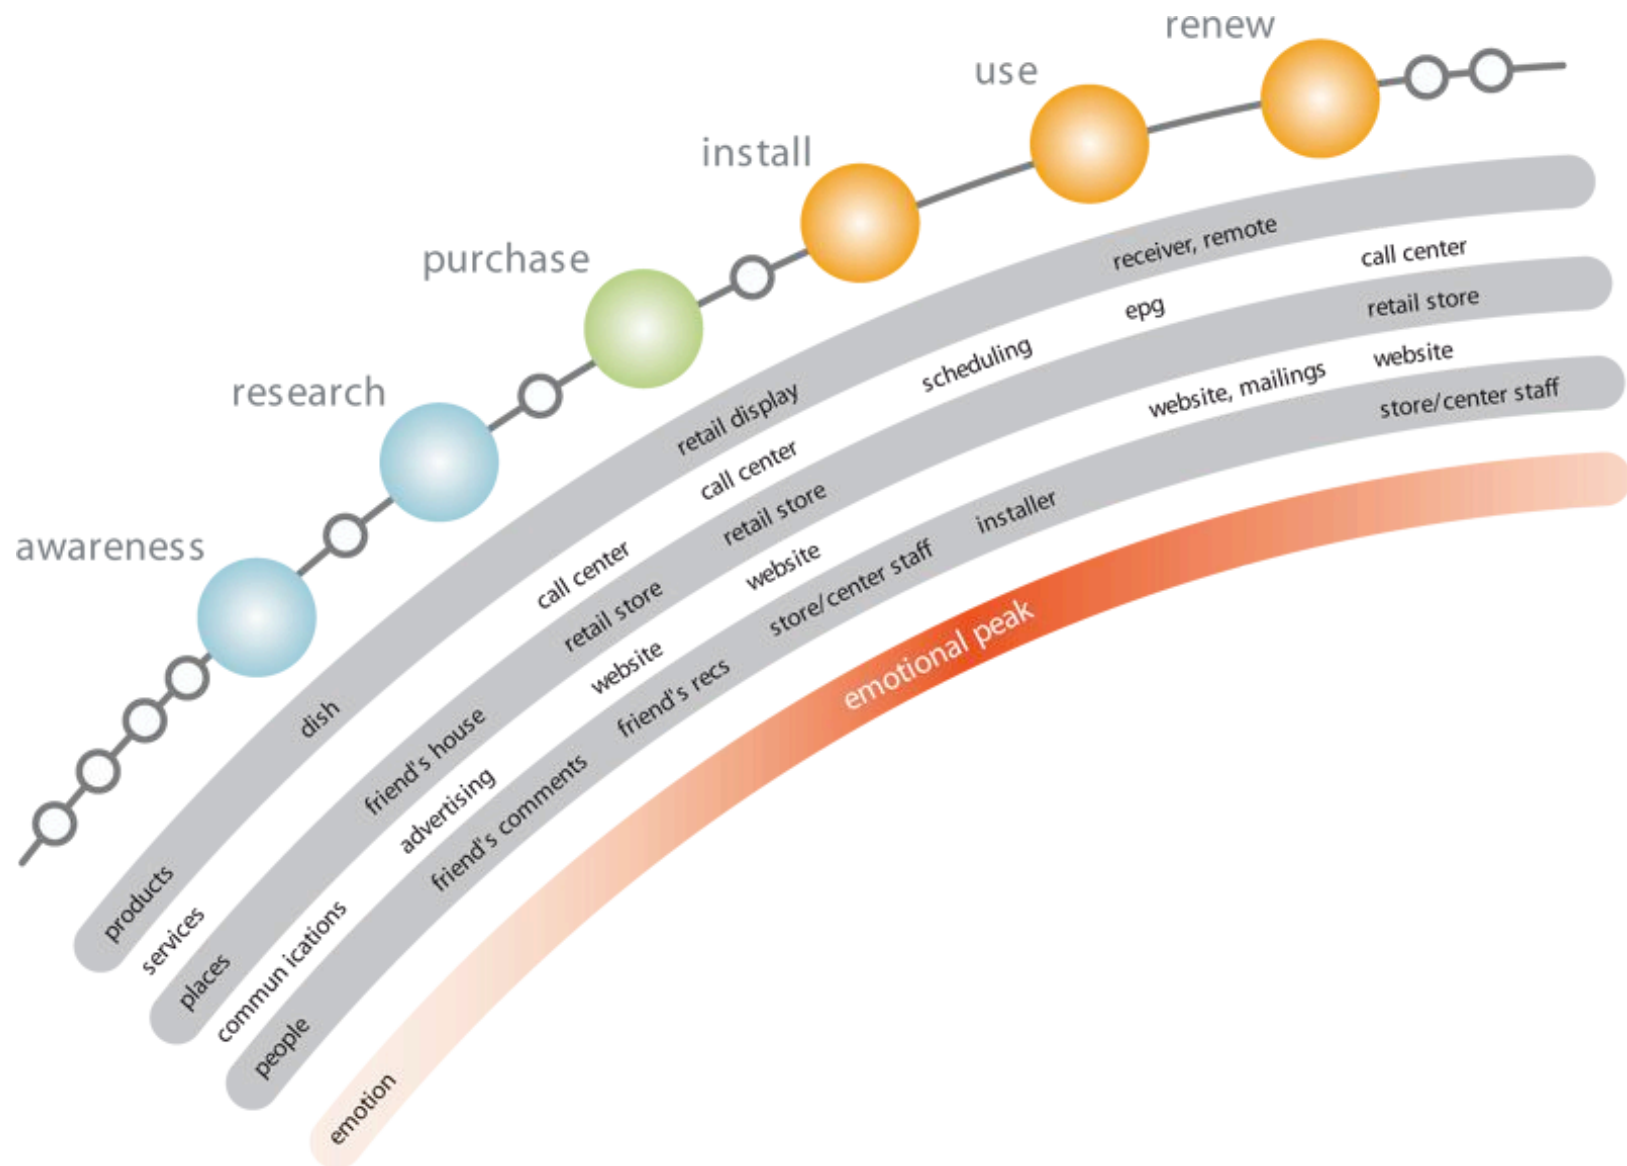 awareness
research
purchase
install
use
renew
products
dish
retail display
receiver, remote
services
call center
call center
scheduling
epg
call center
places
friend's house
retail store
retail store
retail store
commun ications
advertising
website
website
website, mailings
website
people
friend's comments
friend's recs
store/center staff
installer
store/center staff
emotion
emotional peak